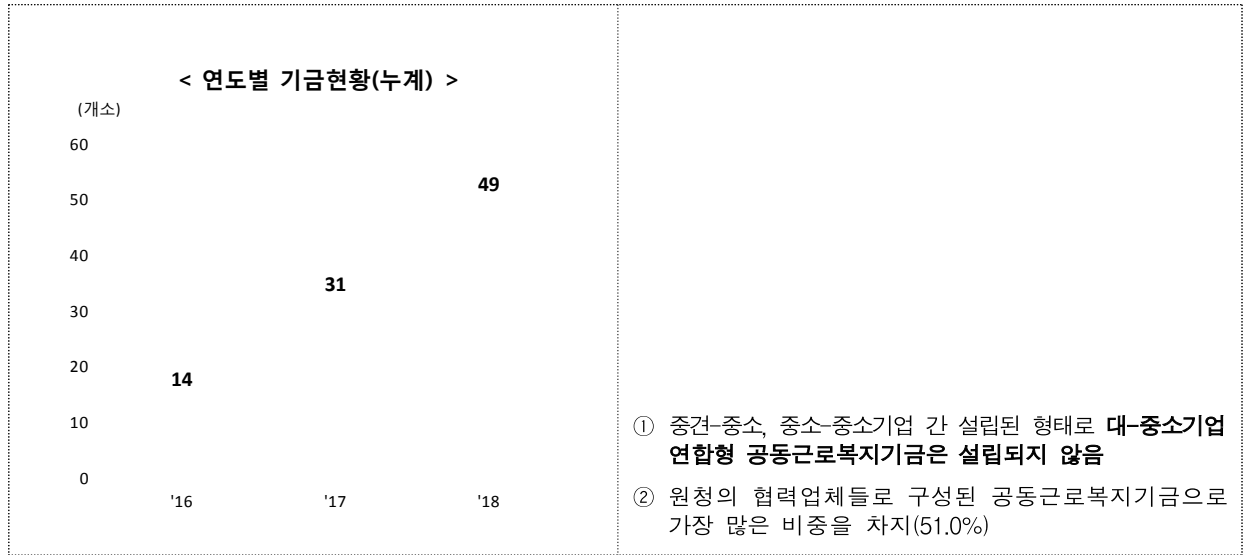 < 연도별 기금현황(누계) >
(개소)
60
50
40
30
20
10
0
49
31
14
'16 '17 '18
① 중견-중소, 중소-중소기업 간 설립된 형태로 대-중소기업
연합형 공동근로복지기금은 설립되지 않음
② 원청의 협력업체들로 구성된 공동근로복지기금으로
가장 많은 비중을 차지(51.0%)